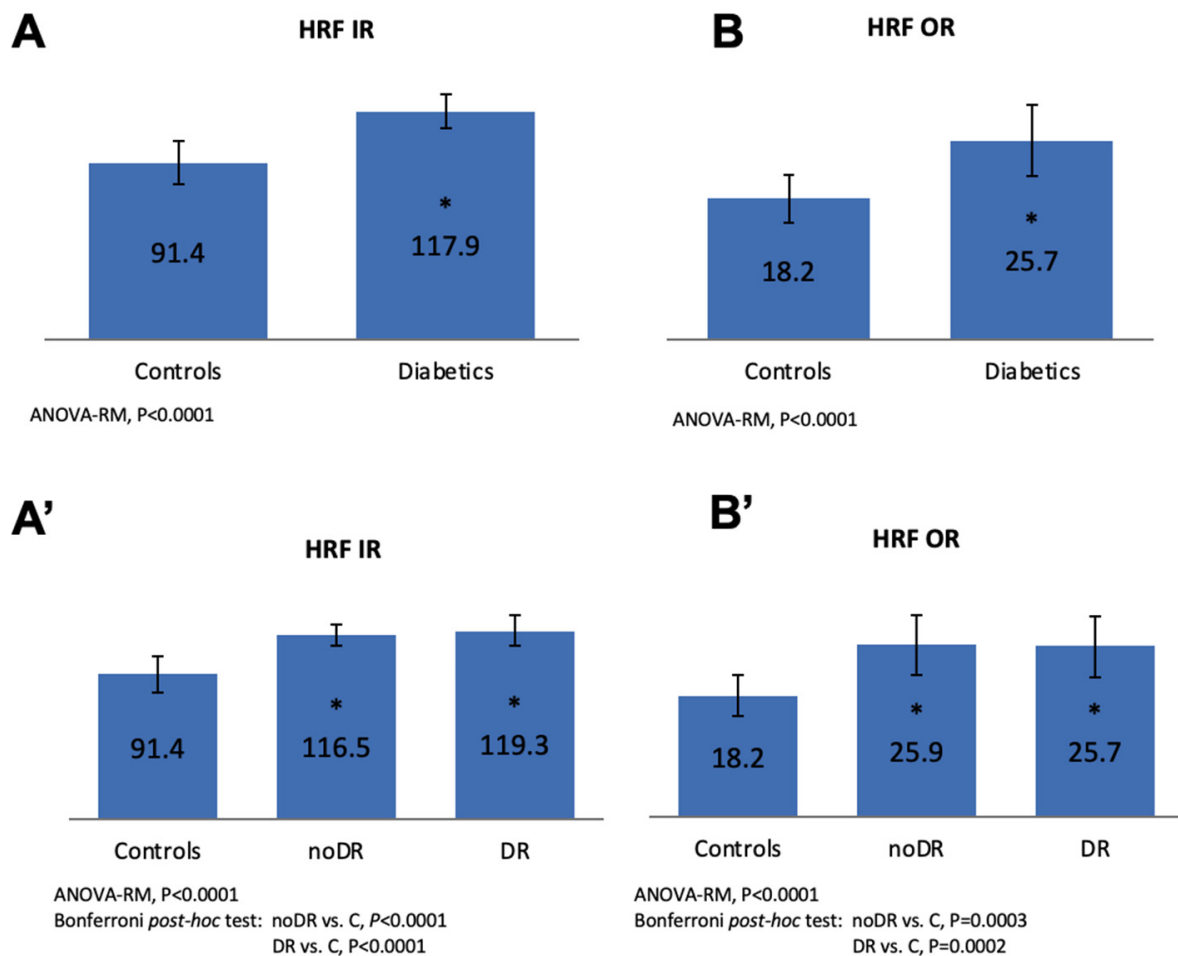 A
HRF IR
*
91.4
117.9
Controls
Diabetics
ANOVA-RM, P<0.0001
B
HRF OR
*
18.2
25.7
Controls
Diabetics
ANOVA-RM, P<0.0001
A'
HRF IR
*
*
91.4
116.5
119.3
Controls
noDR
DR
ANOVA-RM, P<0.0001
Bonferroni post-hoc test: noDR vs. C, P<0.0001
DR vs. C, P<0.0001
B'
HRF OR
*
*
18.2
25.9
25.7
Controls
noDR
DR
ANOVA-RM, P<0.0001
Bonferroni post-hoc test: noDR vs. C, P=0.0003
DR vs. C, P=0.0002